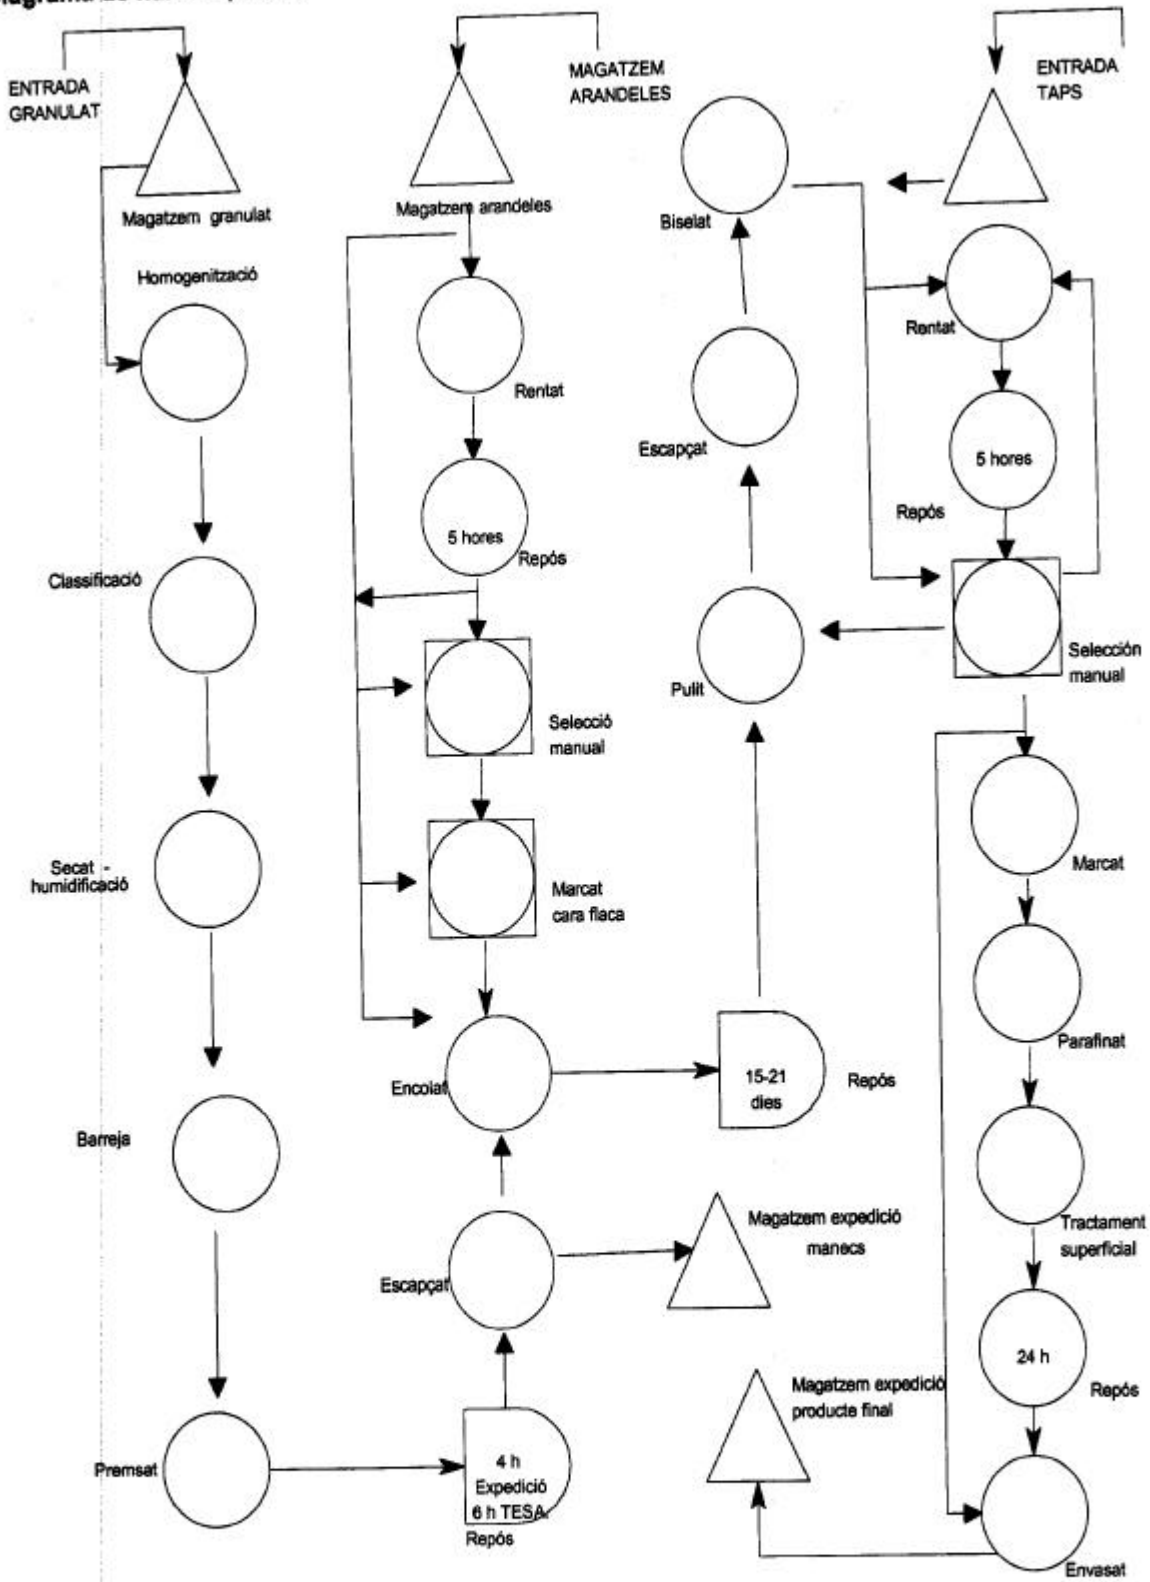 ENTRADA
GRANULAT
Magatzem granulat
Homogenització
Classificació
Secat -
humidificació
Barreja
Premsat
MAGATZEM
ARANDELES
Magatzem arandeles
Rentat
5 hores
Repós
Selecció
manual
Marcat
cara flaca
Encolat
Escapçat
4 h
Expedició
6 h TESA.
Repós
Magatzem expedició
manecs
15-21
dies
Repós
Pulit
Escapçat
Biselat
ENTRADA
TAPS
Rentat
5 hores
Repós
Selección
manual
Marcat
Parafinat
Tractament
superficial
24 h
Repós
Envasat
Magatzem expedició
producte final